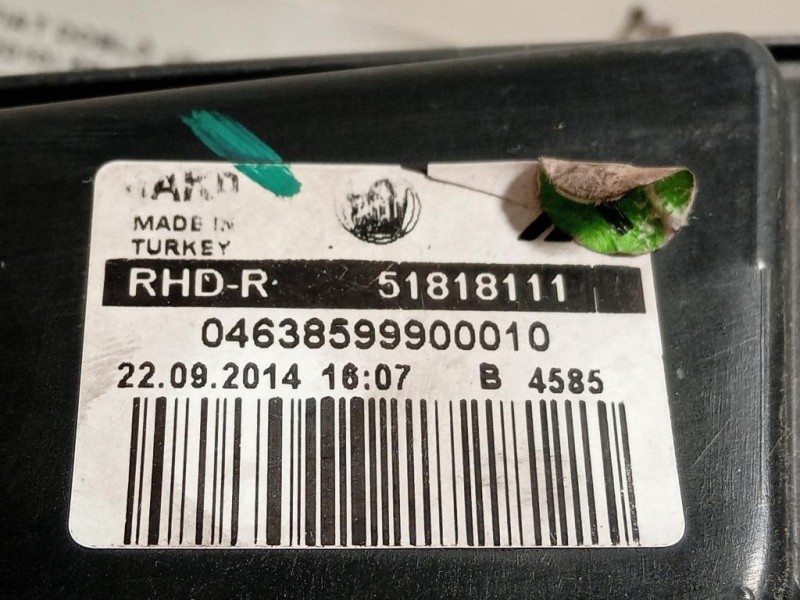 MADE IN
TURKEY
RHD-R 51818111
04638599900010
22.09.2014 16:07 B 4585